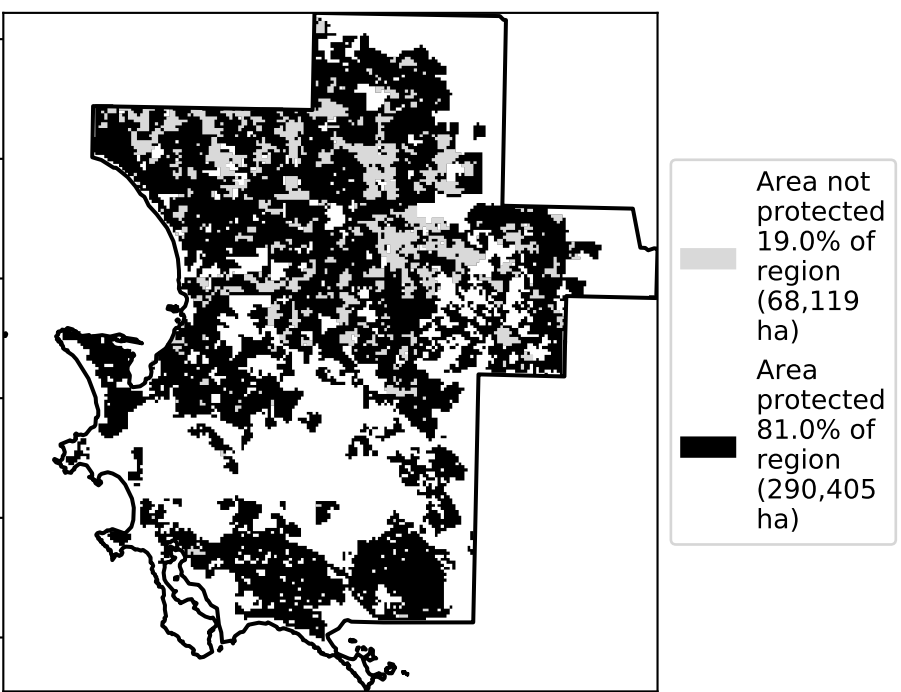 Area not
protected
19.0% of
region
(68,119
ha)
Area
protected
81.0% of
region
(290,405
ha)